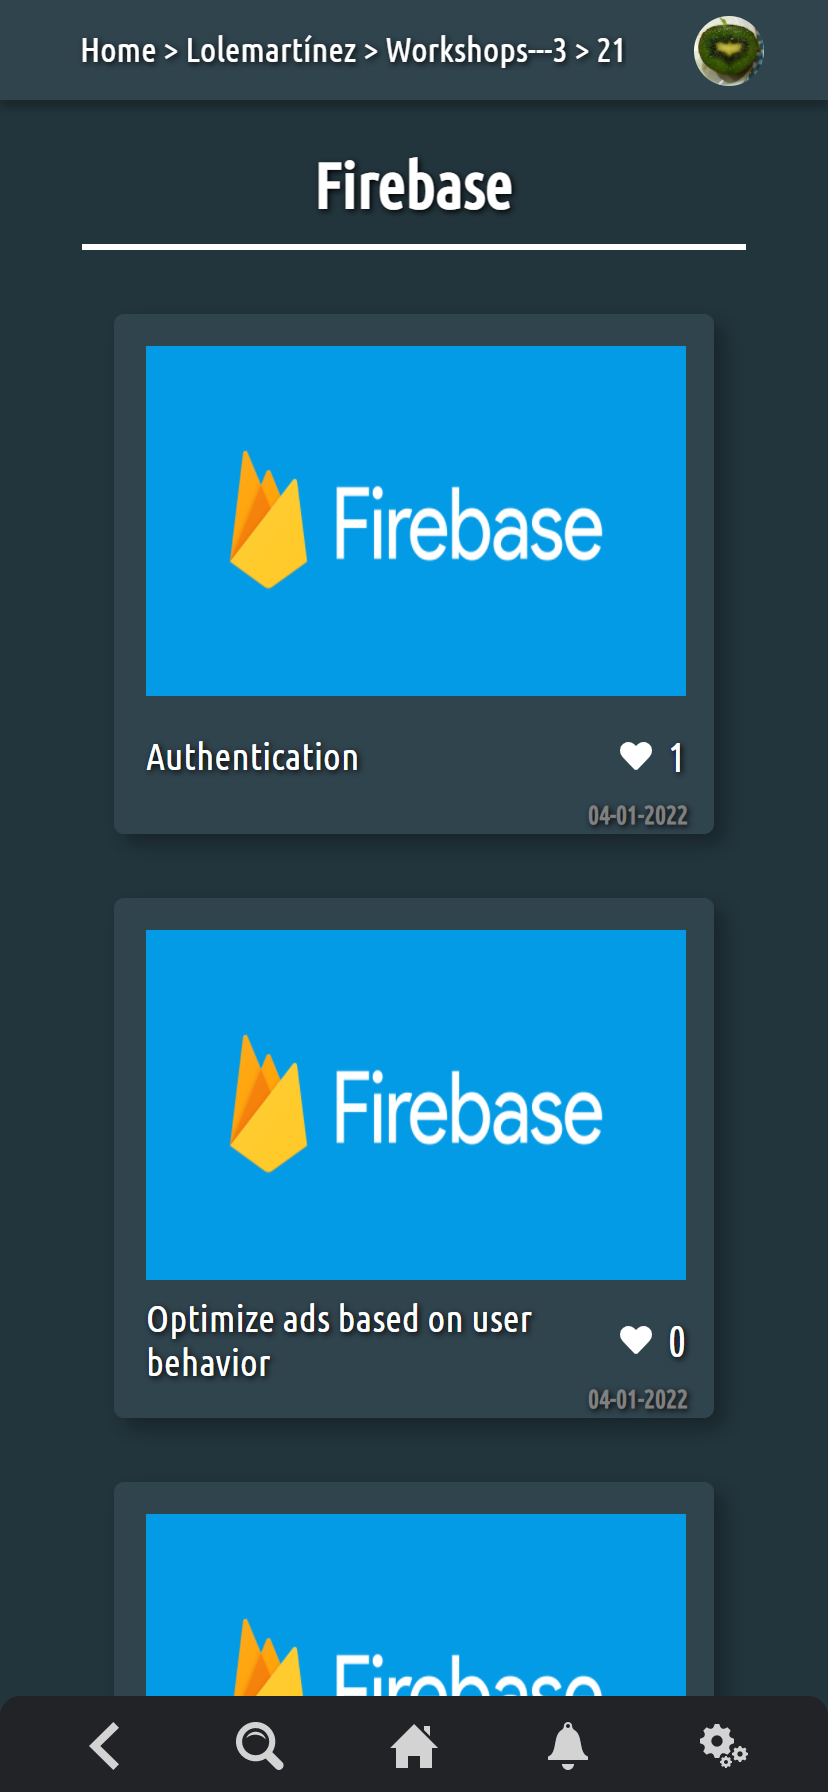 Home > Lolemartínez > Workshops---3 > 21
Firebase
Firebase
Authentication
1
04-01-2022
Firebase
Optimize ads based on user
behavior
0
04-01-2022
Firebase